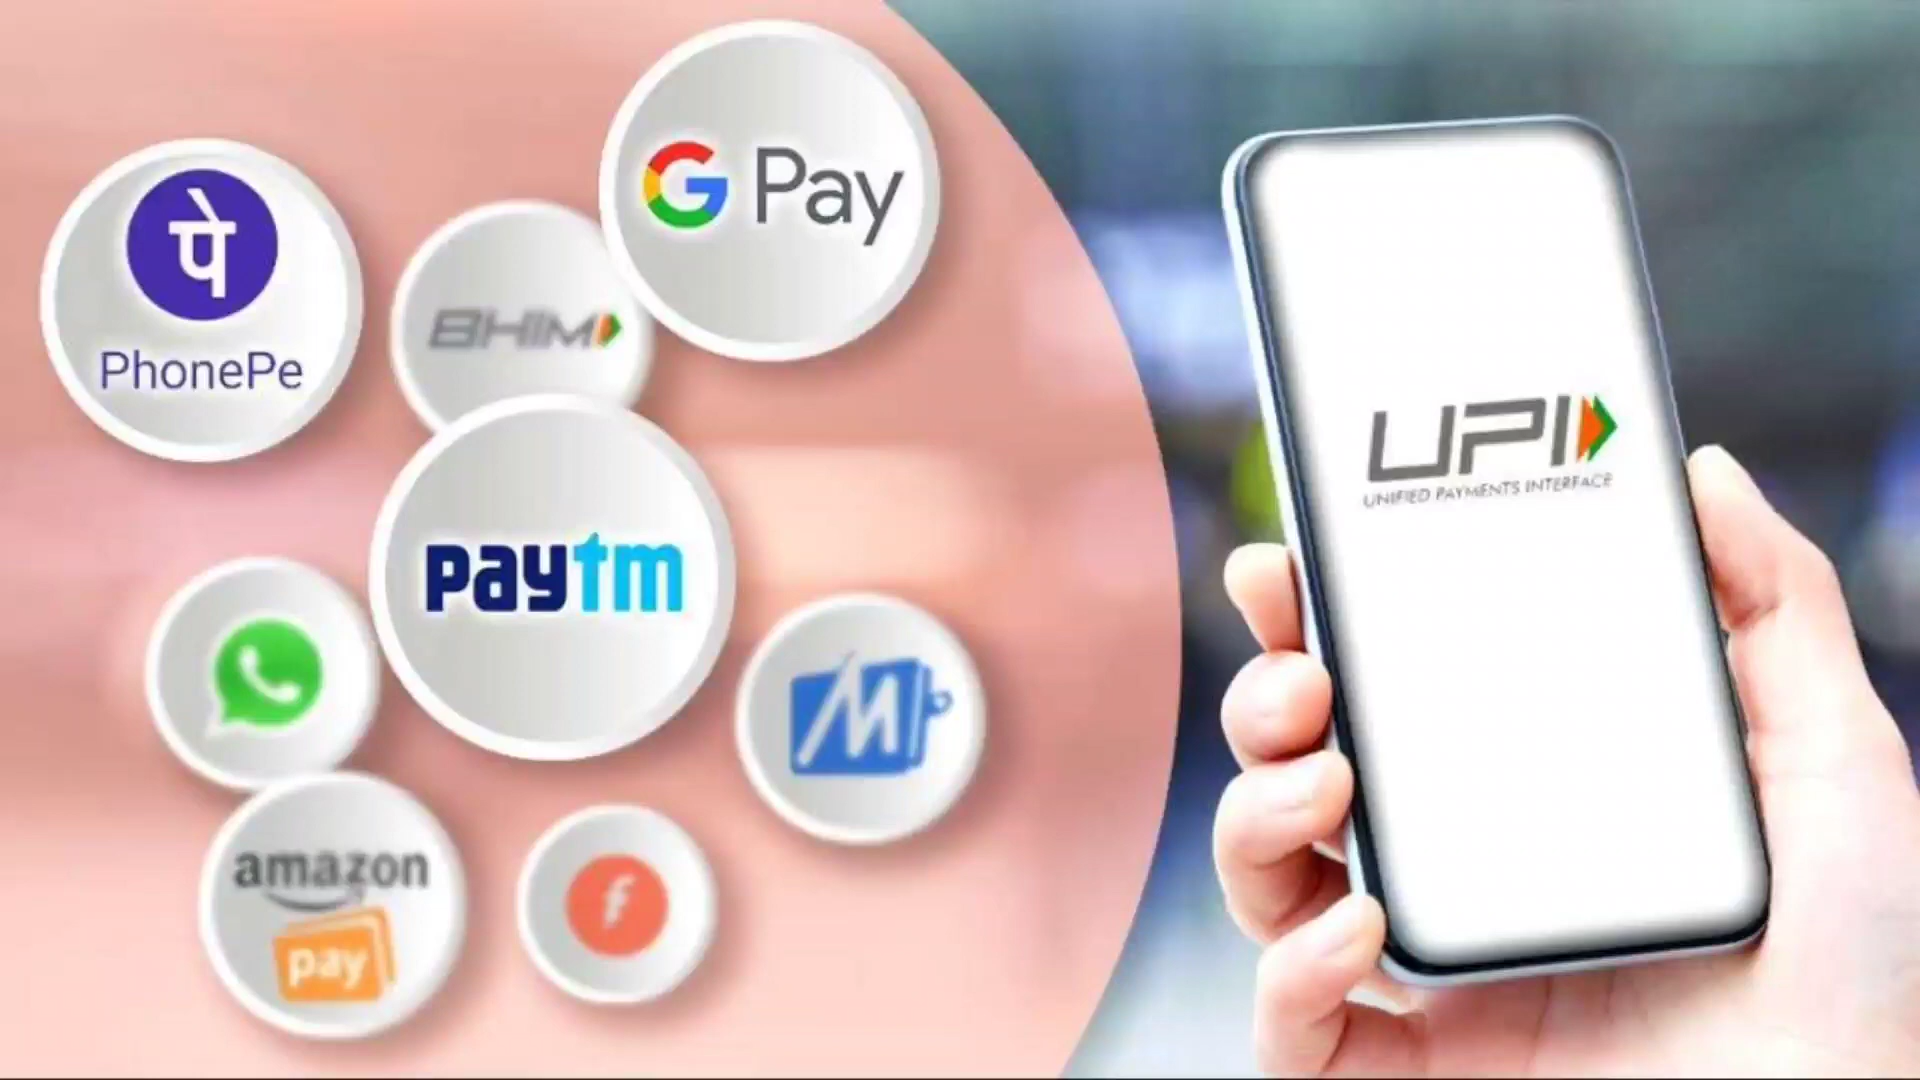 G Pay
पे
PhonePe
BHIM
paytm
UPI
UNIFIED PAYMENTS INTERFACE
M
amazon
pay
f